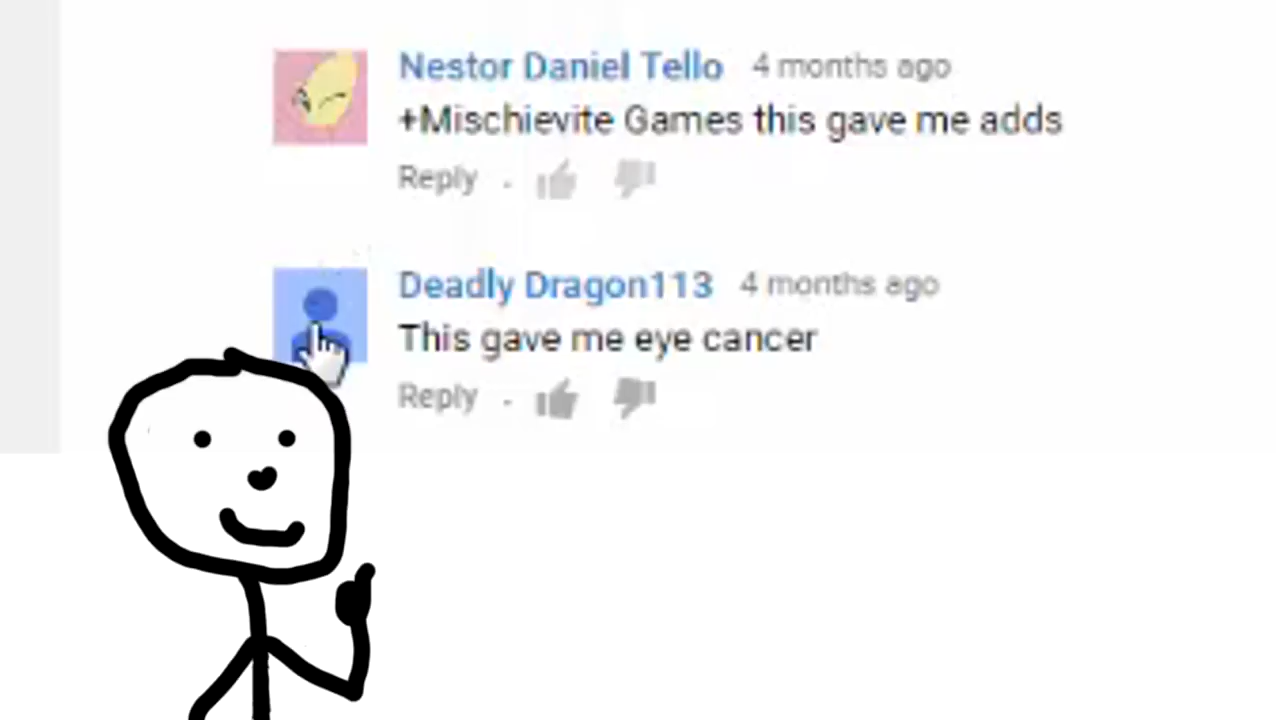 Nestor Daniel Tello 4 months ago
+Mischievite Games this gave me adds
Reply .
Deadly Dragon113 4 months ago
This gave me eye cancer
Reply .